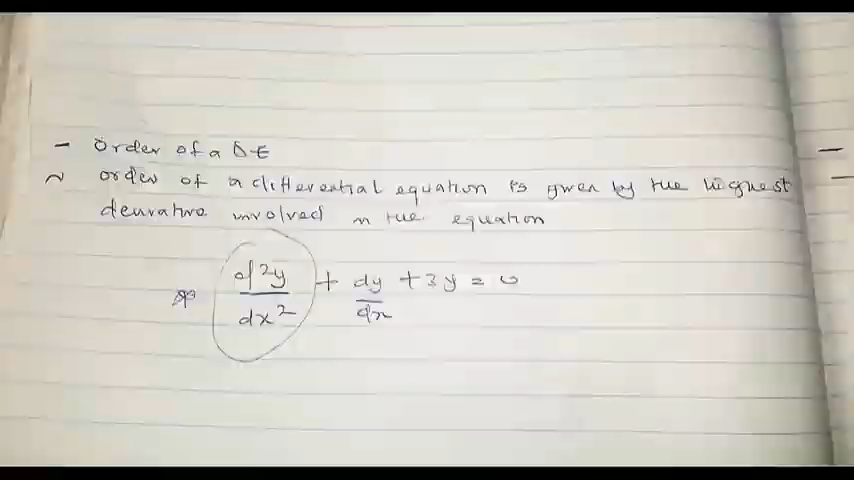 - Order of a DE
~ order of a differential equation is given by the highest
derivative involved in the equation
d²y/dx² + dy/dx + 3y = 0